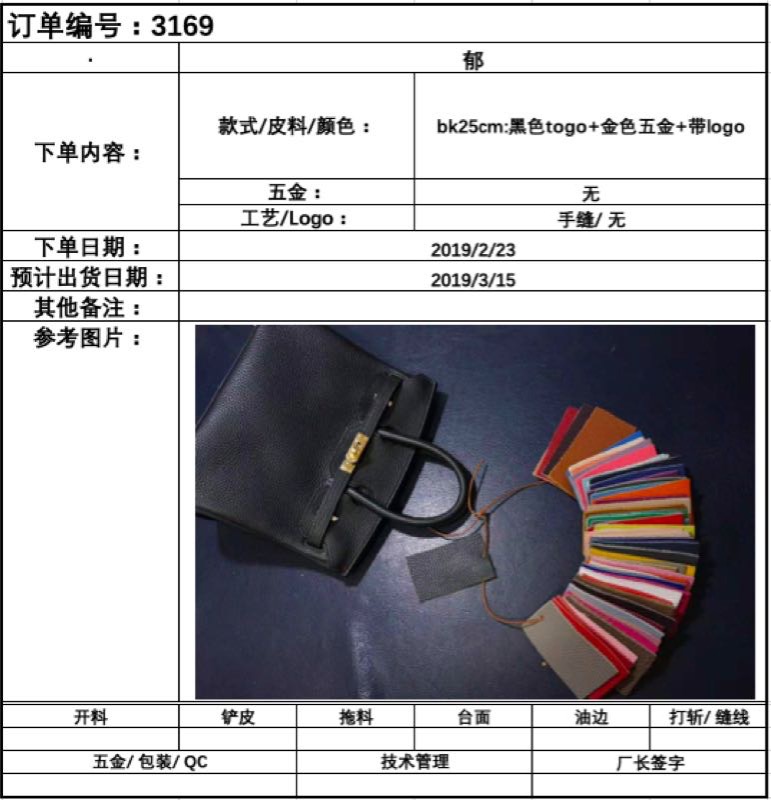 订单编号：3169
· 郁
下单内容： 款式/皮料/颜色： bk25cm:黑色togo+金色五金+带logo
五金： 无
工艺/Logo： 手缝/ 无
下单日期： 2019/2/23
预计出货日期： 2019/3/15
其他备注：
参考图片：
开料 铲皮 拖料 台面 油边 打斩/ 缝线
五金/ 包装/ QC 技术管理 厂长签字